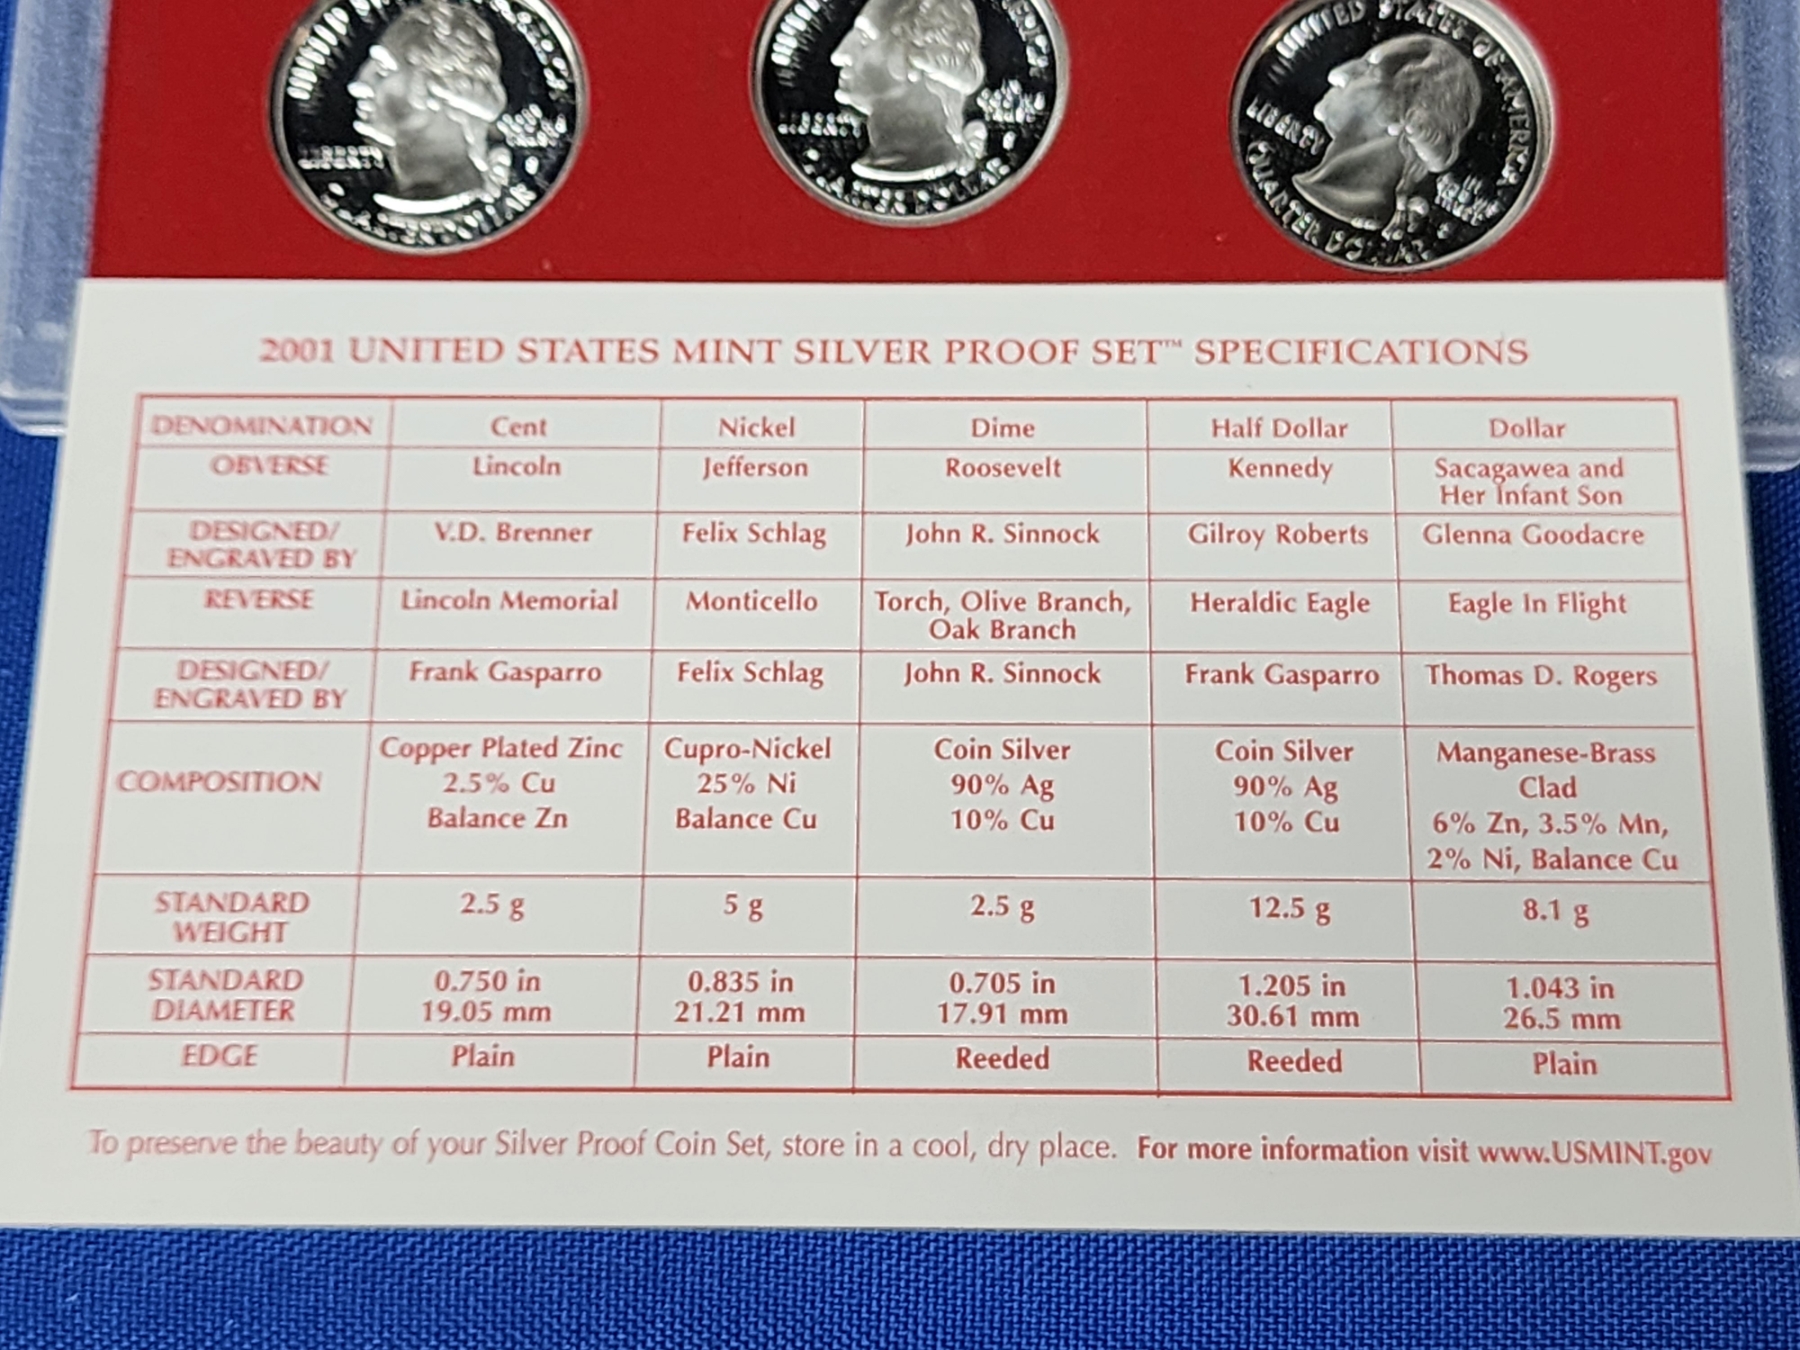 LIBERTY
QUARTER DOLLAR
UNITED STATES OF AMERICA
LIBERTY
QUARTER DOLLAR
2001 UNITED STATES MINT SILVER PROOF SET™ SPECIFICATIONS
DENOMINATION Cent Nickel Dime Half Dollar Dollar
OBVERSE Lincoln Jefferson Roosevelt Kennedy Sacagawea and
Her Infant Son
DESIGNED/ V.D. Brenner Felix Schlag John R. Sinnock Gilroy Roberts Glenna Goodacre
ENGRAVED BY
REVERSE Lincoln Memorial Monticello Torch, Olive Branch, Heraldic Eagle Eagle In Flight
Oak Branch
DESIGNED/ Frank Gasparro Felix Schlag John R. Sinnock Frank Gasparro Thomas D. Rogers
ENGRAVED BY
Copper Plated Zinc Cupro-Nickel Coin Silver Coin Silver Manganese-Brass
COMPOSITION 2.5% Cu 25% Ni 90% Ag 90% Ag Clad
Balance Zn Balance Cu 10% Cu 10% Cu 6% Zn, 3.5% Mn,
2% Ni, Balance Cu
STANDARD 2.5 g 5 g 2.5 g 12.5 g 8.1 g
WEIGHT
STANDARD 0.750 in 0.835 in 0.705 in 1.205 in 1.043 in
DIAMETER 19.05 mm 21.21 mm 17.91 mm 30.61 mm 26.5 mm
EDGE Plain Plain Reeded Reeded Plain
To preserve the beauty of your Silver Proof Coin Set, store in a cool, dry place. For more information visit www.USMINT.gov